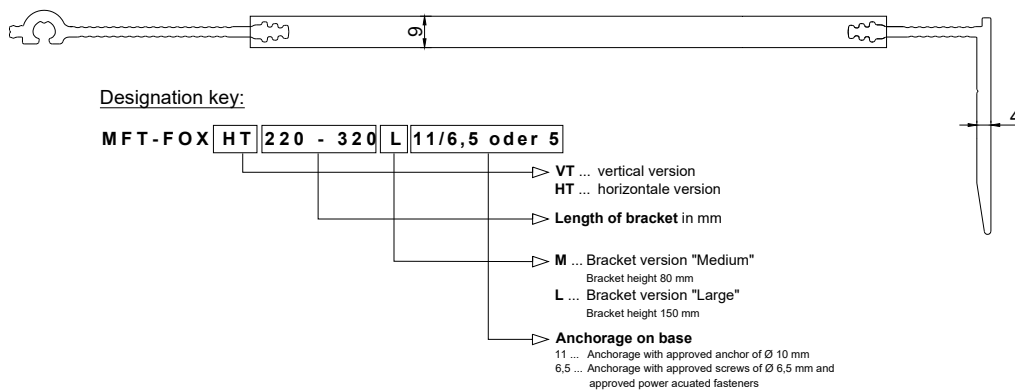 9
4
Designation key:
MFT-FOX HT 220 - 320 L 11/6,5 oder 5
VT ... vertical version
HT ... horizontale version
Length of bracket in mm
M ... Bracket version "Medium"
Bracket height 80 mm
L ... Bracket version "Large"
Bracket height 150 mm
Anchorage on base
11 ... Anchorage with approved anchor of Ø 10 mm
6,5 ... Anchorage with approved screws of Ø 6,5 mm and
approved power acuated fasteners